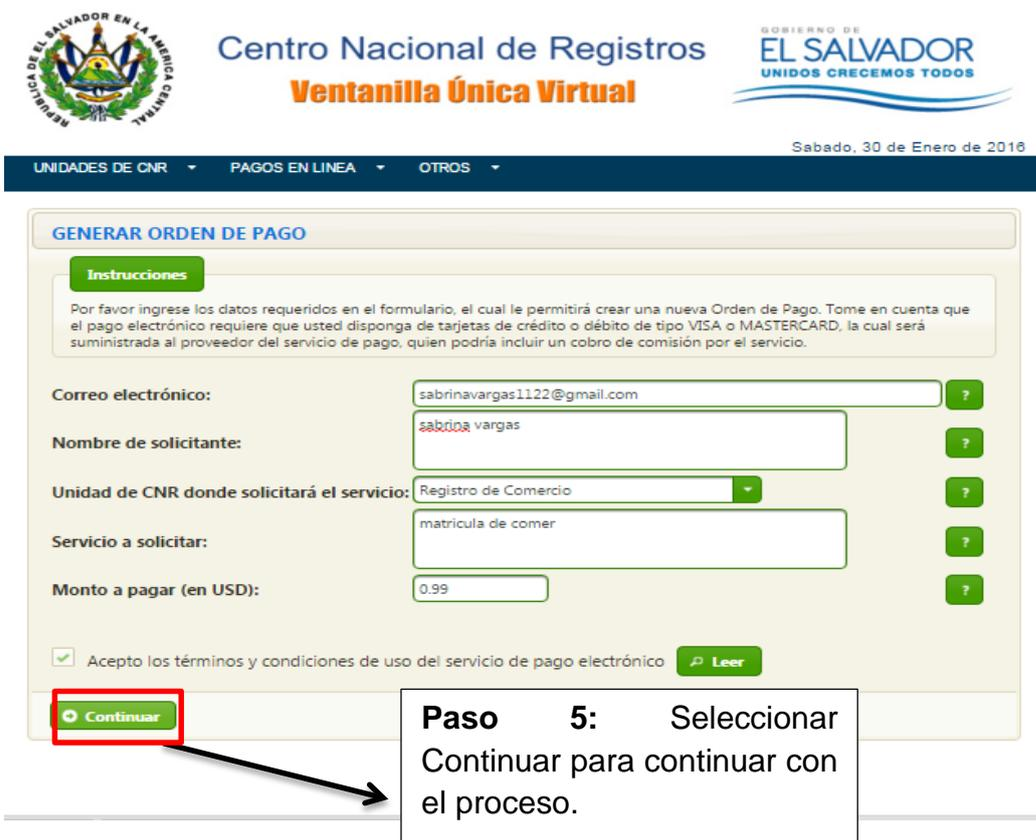 REPUBLICA DE EL SALVADOR EN LA AMERICA CENTRAL
Centro Nacional de Registros
Ventanilla Única Virtual
GOBIERNO DE
EL SALVADOR
UNIDOS CRECEMOS TODOS
Sabado, 30 de Enero de 2016
UNIDADES DE CNR PAGOS EN LINEA OTROS
GENERAR ORDEN DE PAGO
Instrucciones
Por favor ingrese los datos requeridos en el formulario, el cual le permitirá crear una nueva Orden de Pago. Tome en cuenta que
el pago electrónico requiere que usted disponga de tarjetas de crédito o débito de tipo VISA o MASTERCARD, la cual será
suministrada al proveedor del servicio de pago, quien podría incluir un cobro de comisión por el servicio.
Correo electrónico: sabrinavargas1122@gmail.com ?
Nombre de solicitante: sabrina vargas ?
Unidad de CNR donde solicitará el servicio: Registro de Comercio ?
Servicio a solicitar: matricula de comer ?
Monto a pagar (en USD): 0.99 ?
Acepto los términos y condiciones de uso del servicio de pago electrónico Leer
Continuar
Paso 5: Seleccionar
Continuar para continuar con
el proceso.